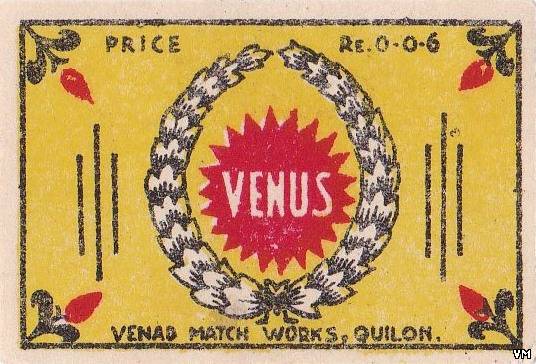 PRICE RE.0-0-6
VENUS
VENAD MATCH WORKS, QUILON.
VM